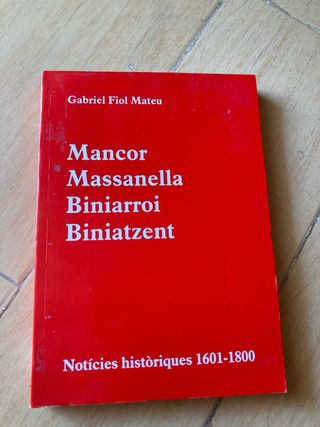 Gabriel Fiol Mateu
Mancor
Massanella
Biniarroi
Biniatzent
Notícies històriques 1601-1800